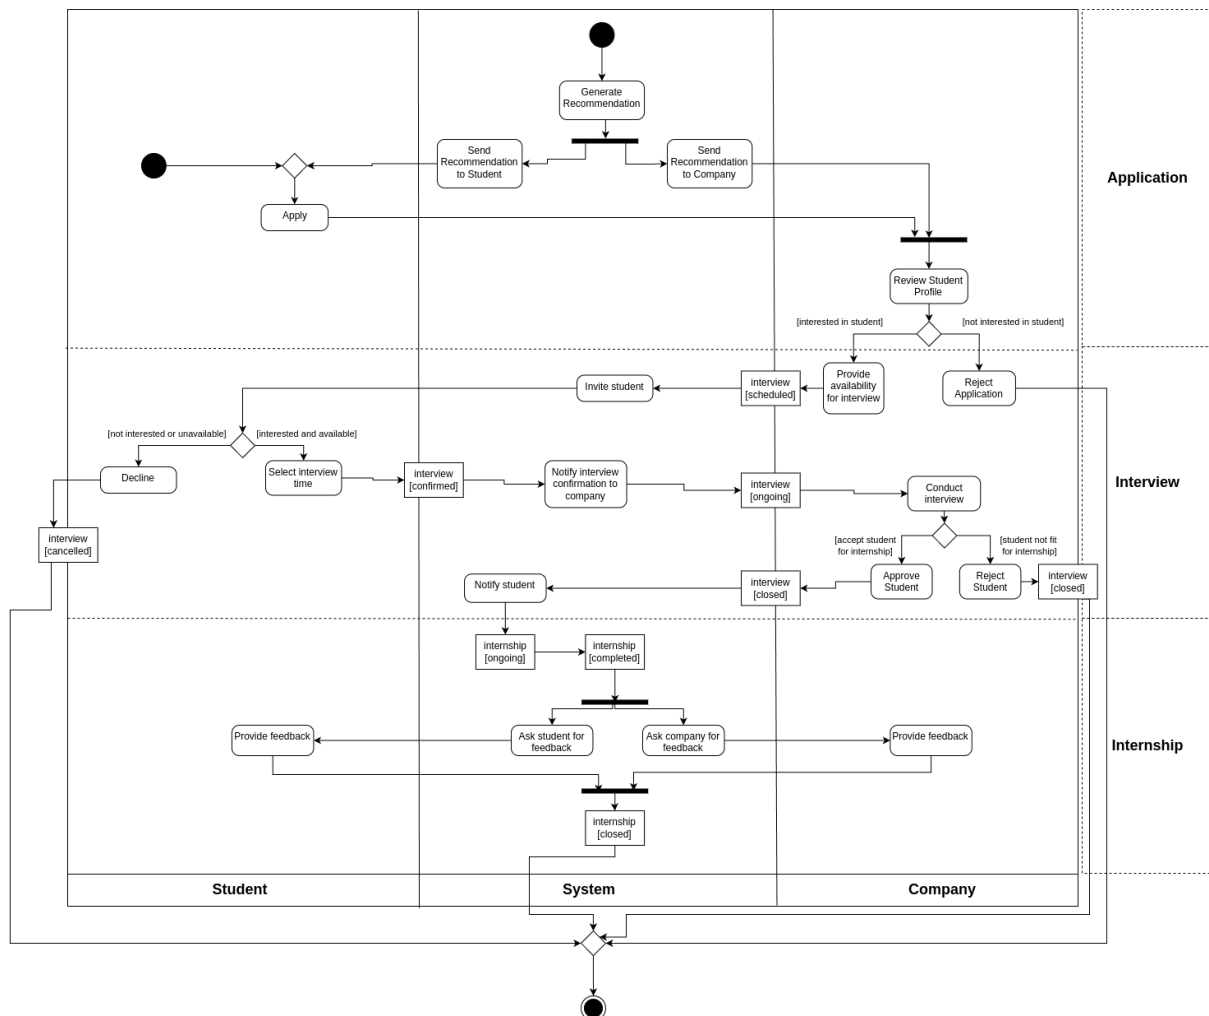 Generate
Recommendation
Send
Recommendation
to Student
Send
Recommendation
to Company
Application
Apply
Review Student
Profile
[interested in student]
[not interested in student]
Provide
availability
for interview
Reject
Application
interview
[scheduled]
Invite student
[not interested or unavailable]
[interested and available]
Decline
Select interview
time
interview
[confirmed]
Notify interview
confirmation to
company
interview
[ongoing]
Conduct
interview
Interview
interview
[cancelled]
[accept student
for internship]
[student not fit
for internship]
Approve
Student
Reject
Student
interview
[closed]
interview
[closed]
Notify student
internship
[ongoing]
internship
[completed]
Provide feedback
Ask student for
feedback
Ask company for
feedback
Provide feedback
Internship
internship
[closed]
Student
System
Company